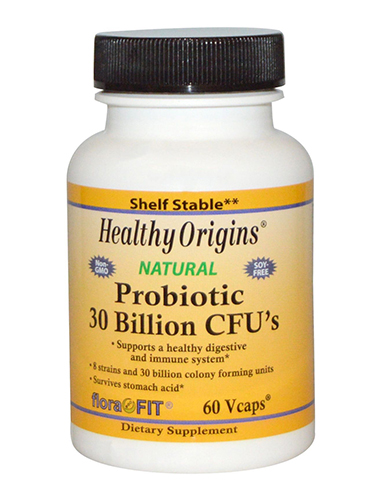 Shelf Stable**
Healthy Origins®
Non-
GMO
NATURAL
SOY-
FREE
Probiotic
30 Billion CFU's
• Supports a healthy digestive
and immune system*
• 8 strains and 30 billion colony forming units
• Survives stomach acid*
floraFIT®
60 Vcaps®
Dietary Supplement